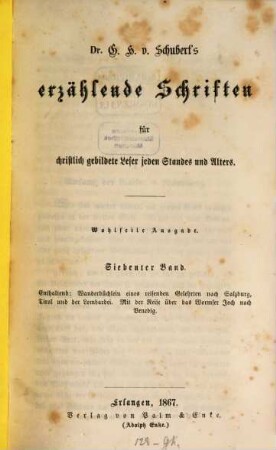 Dr. G. H. v. Schubert's
erzählende Schriften
für
christlich gebildete Leser jeden Standes und Alters.
Wohlfeile Ausgabe.
Siebenter Band.
Enthaltend: Wanderbüchlein eines reisenden Gelehrten nach Salzburg,
Tirol und der Lombardei. Mit der Reise über das Wormser Joch nach
Venedig.
Erlangen, 1867.
Verlag von Palm & Enke.
(Adolph Enke.)